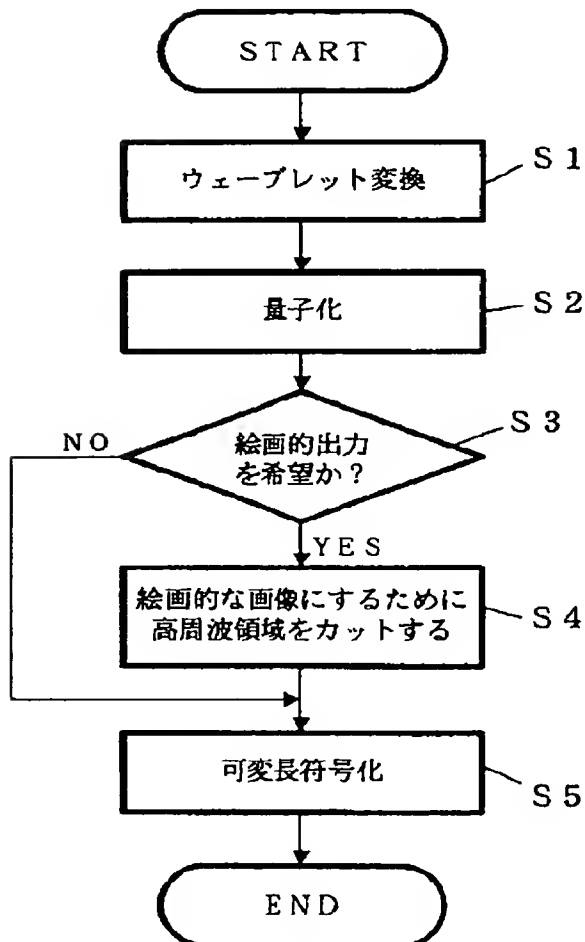 START
ウェーブレット変換
S1
量子化
S2
絵画的出力
を希望か？
S3
NO
YES
絵画的な画像にするために
高周波領域をカットする
S4
可変長符号化
S5
END